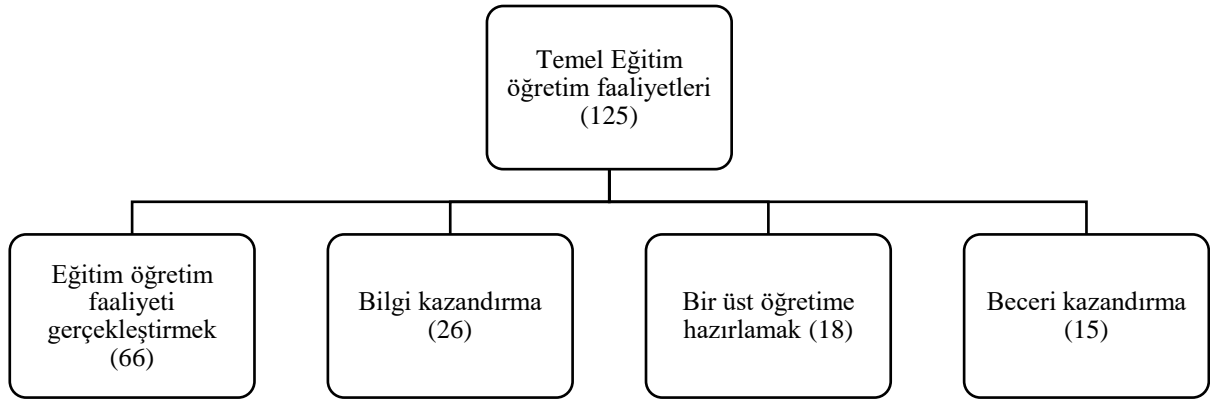 Temel Eğitim
öğretim faaliyetleri
(125)
Eğitim öğretim
faaliyeti
gerçekleştirmek
(66)
Bilgi kazandırma
(26)
Bir üst öğretime
hazırlamak (18)
Beceri kazandırma
(15)